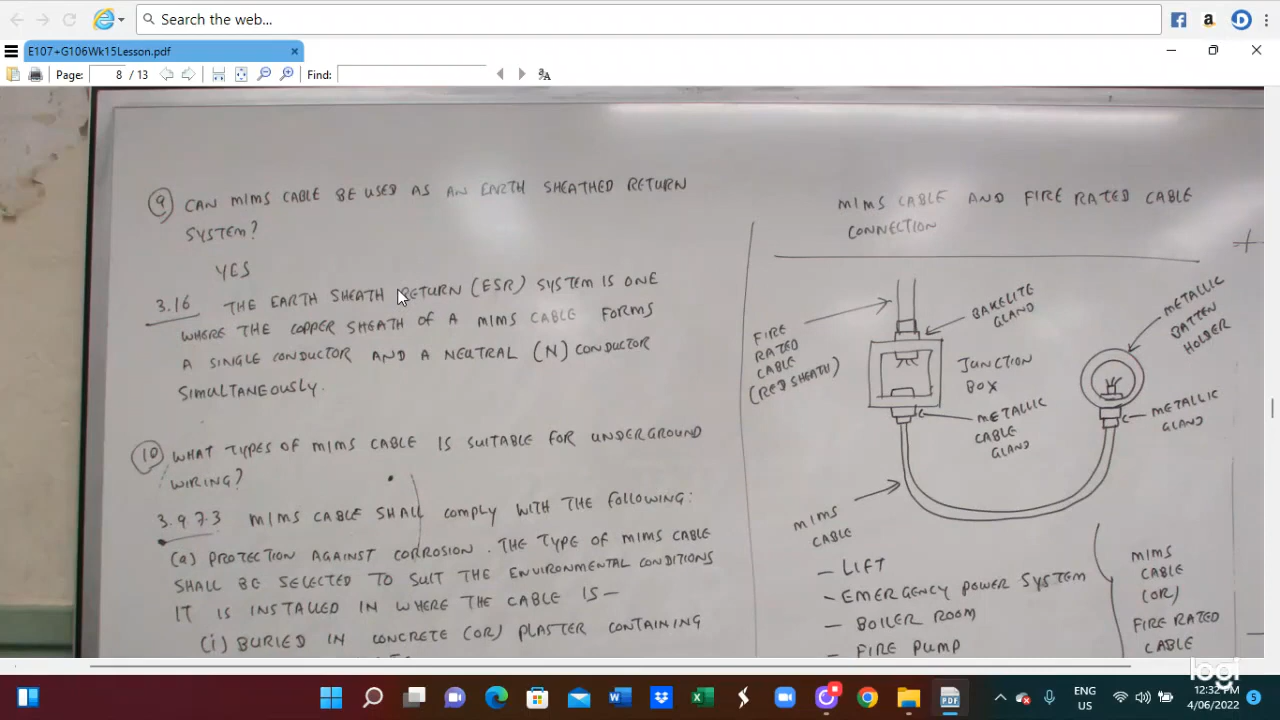 Search the web...
E107+G106Wk15Lesson.pdf
Page: 8 / 13
Find:
9 CAN MIMS CABLE BE USED AS AN EARTH SHEATHED RETURN
SYSTEM?
YES
3.16 THE EARTH SHEATH RETURN (ESR) SYSTEM IS ONE
WHERE THE COPPER SHEATH OF A MIMS CABLE FORMS
A SINGLE CONDUCTOR AND A NEUTRAL (N) CONDUCTOR
SIMULTANEOUSLY.
10 WHAT TYPES OF MIMS CABLE IS SUITABLE FOR UNDERGROUND
WIRING?
3.9.7.3 MIMS CABLE SHALL COMPLY WITH THE FOLLOWING:
(a) PROTECTION AGAINST CORROSION. THE TYPE OF MIMS CABLE
SHALL BE SELECTED TO SUIT THE ENVIRONMENTAL CONDITIONS
IT IS INSTALLED IN WHERE THE CABLE IS—
(i) BURIED IN CONCRETE (OR) PLASTER CONTAINING
MIMS CABLE AND FIRE RATED CABLE
CONNECTION
FIRE
RATED
CABLE
(RED SHEATH)
BAKELITE
GLAND
JUNCTION
BOX
METALLIC
CABLE
GLAND
METALLIC
BATTEN
HOLDER
METALLIC
GLAND
MIMS
CABLE
— LIFT
— EMERGENCY POWER SYSTEM
— BOILER ROOM
— FIRE PUMP
MIMS
CABLE
(OR)
FIRE RATED
CABLE
logi
ENG
US
12:32 PM
4/06/2022
5